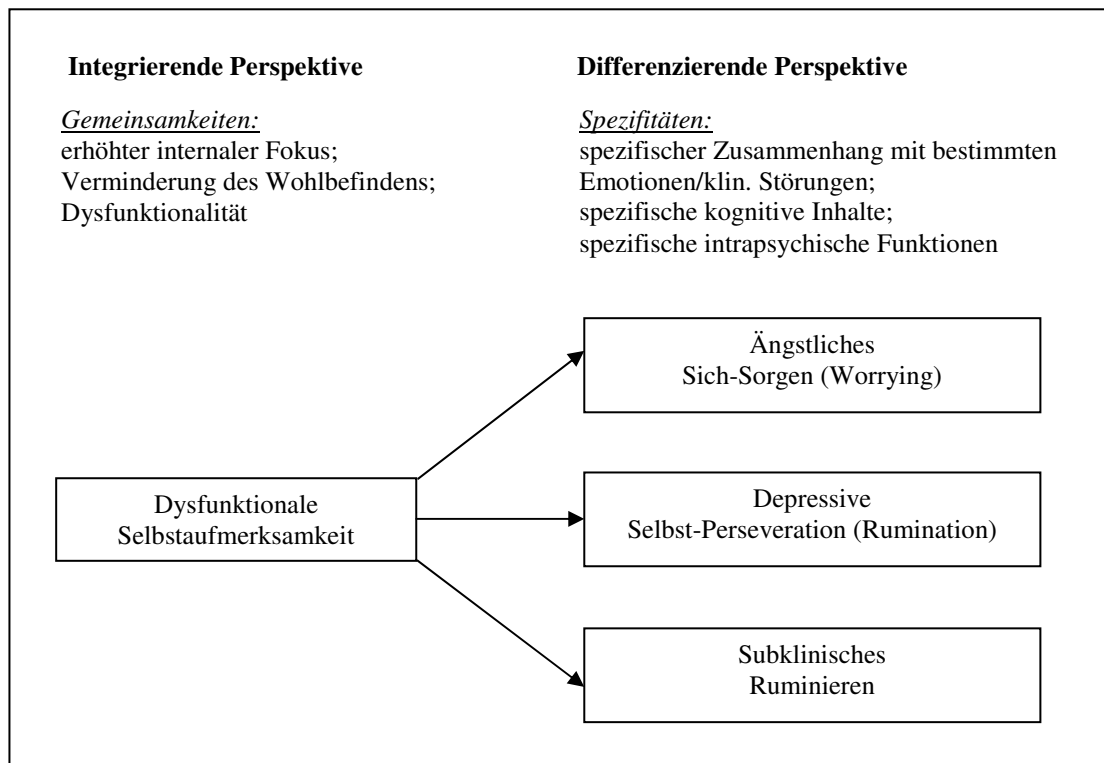 Integrierende Perspektive
Gemeinsamkeiten:
erhöhter internaler Fokus;
Verminderung des Wohlbefindens;
Dysfunktionalität
Differenzierende Perspektive
Spezifitäten:
spezifischer Zusammenhang mit bestimmten
Emotionen/klin. Störungen;
spezifische kognitive Inhalte;
spezifische intrapsychische Funktionen
Dysfunktionale
Selbstaufmerksamkeit
Ängstliches
Sich-Sorgen (Worrying)
Depressive
Selbst-Perseveration (Rumination)
Subklinisches
Ruminieren